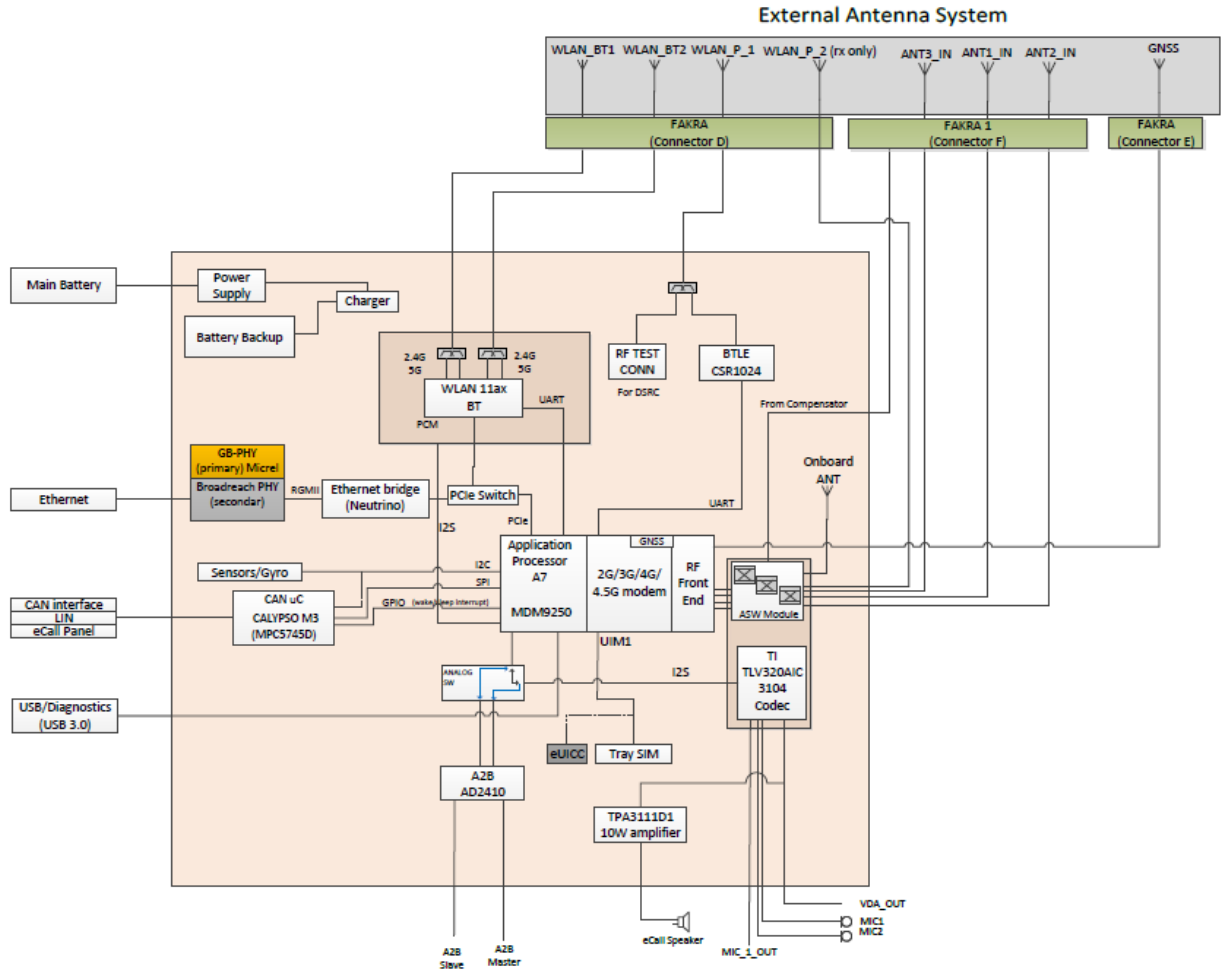 External Antenna System
WLAN_BT1
WLAN_BT2
WLAN_P_1
WLAN_P_2 (rx only)
ANT3_IN
ANT1_IN
ANT2_IN
GNSS
FAKRA
(Connector D)
FAKRA 1
(Connector F)
FAKRA
(Connector E)
Main Battery
Power
Supply
Charger
Battery Backup
2.4G
5G
2.4G
5G
WLAN 11ax
BT
UART
PCM
RF TEST
CONN
For DSRC
BTLE
CSR1024
From Compensator
Onboard
ANT
GB-PHY
(primary) Micrel
Broadreach PHY
(secondar)
Ethernet
RGMII
Ethernet bridge
(Neutrino)
PCIe Switch
PCIe
I2S
UART
Application
Processor
A7
MDM9250
GNSS
2G/3G/4G/
4.5G modem
RF
Front
End
ASW Module
Sensors/Gyro
I2C
SPI
GPIO
CAN interface
LIN
eCall Panel
CAN uC
CALYPSO M3
(MPC5745D)
UIM1
ANALOG
SW
I2S
TI
TLV320AIC
3104
Codec
USB/Diagnostics
(USB 3.0)
eUICC
Tray SIM
A2B
AD2410
TPA3111D1
10W amplifier
eCall Speaker
VDA_OUT
MIC1
MIC2
MIC_1_OUT
A2B
Slave
A2B
Master